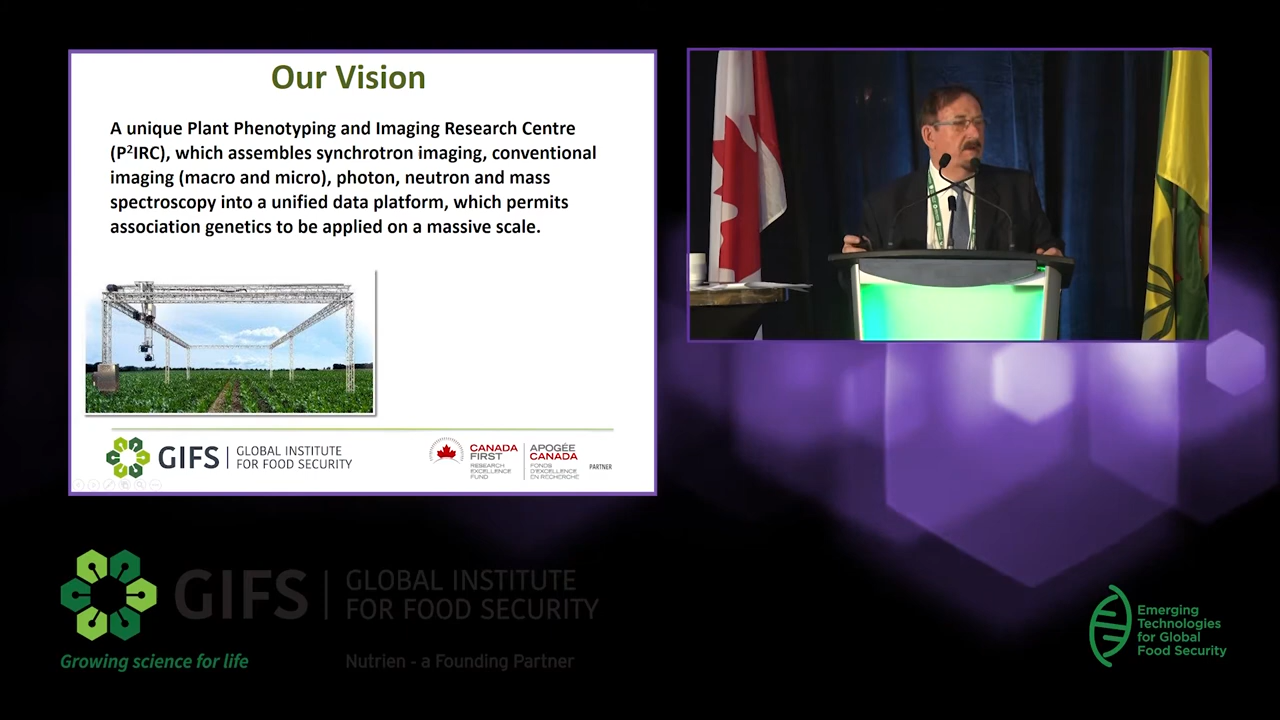 Our Vision
A unique Plant Phenotyping and Imaging Research Centre
(P²IRC), which assembles synchrotron imaging, conventional
imaging (macro and micro), photon, neutron and mass
spectroscopy into a unified data platform, which permits
association genetics to be applied on a massive scale.
GIFS | GLOBAL INSTITUTE
FOR FOOD SECURITY
CANADA
FIRST
RESEARCH
EXCELLENCE
FUND
APOGÉE
CANADA
FONDS
D'EXCELLENCE
EN RECHERCHE
PARTNER
GIFS | GLOBAL INSTITUTE
FOR FOOD SECURITY
Growing science for life
Nutrien - a Founding Partner
Emerging
Technologies
for Global
Food Security